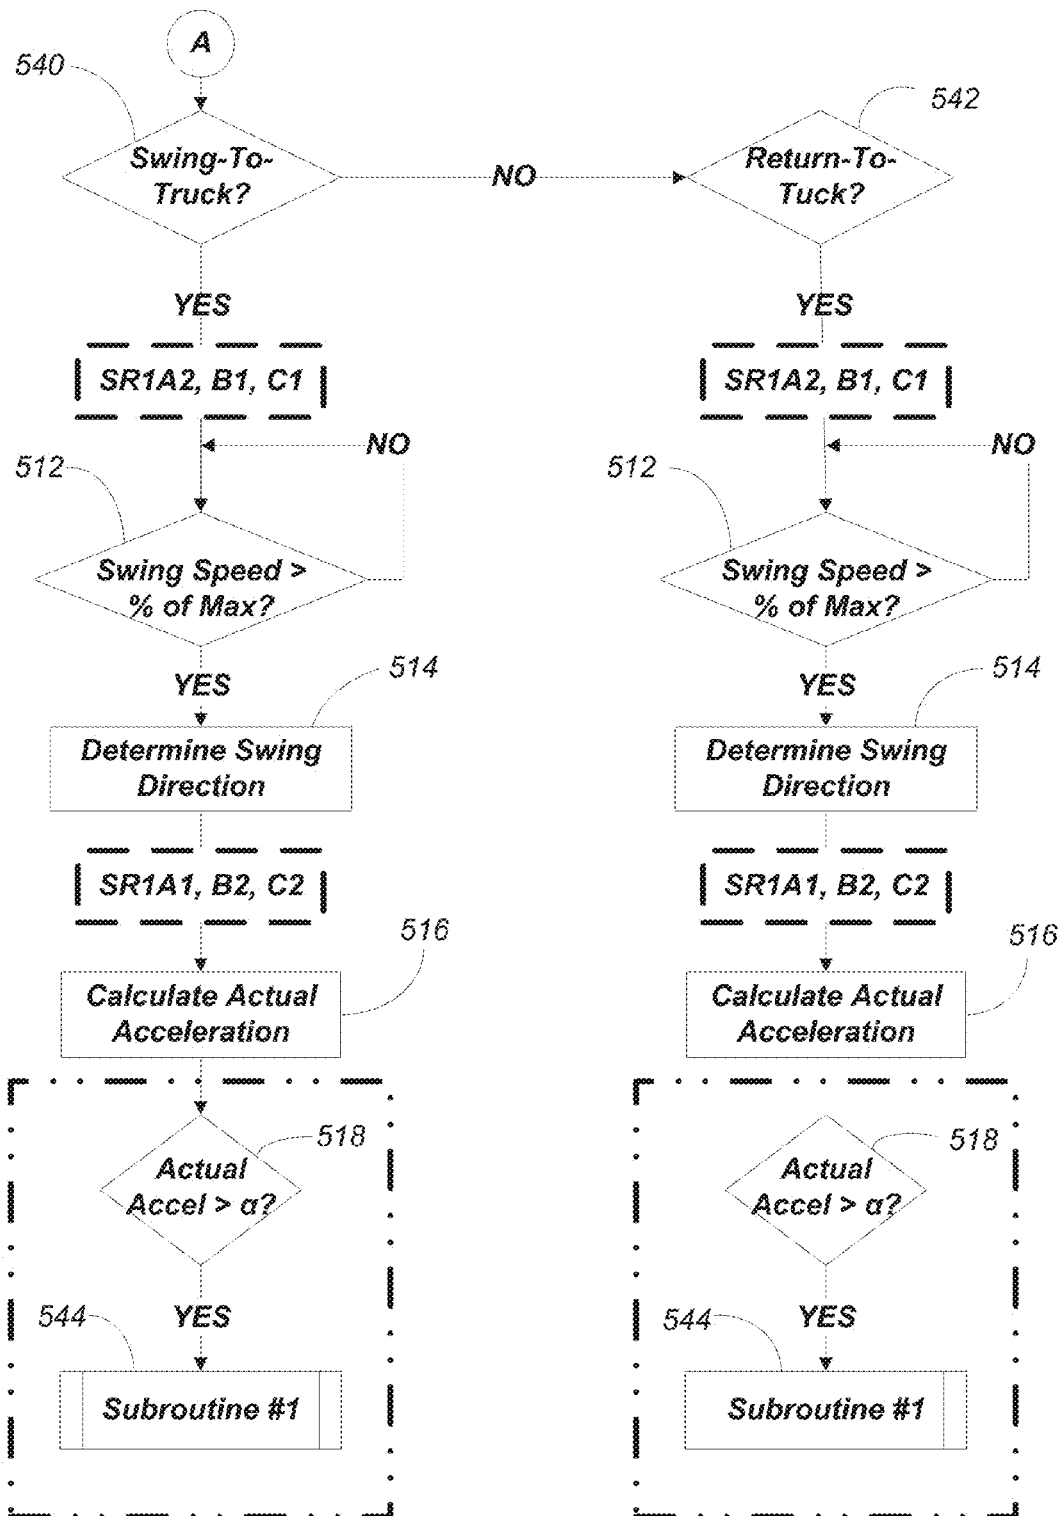 A
540
542
Swing-To-
Truck?
NO
Return-To-
Tuck?
YES
YES
SR1A2, B1, C1
SR1A2, B1, C1
NO
NO
512
512
Swing Speed >
% of Max?
Swing Speed >
% of Max?
YES
514
YES
514
Determine Swing
Direction
Determine Swing
Direction
SR1A1, B2, C2
SR1A1, B2, C2
516
516
Calculate Actual
Acceleration
Calculate Actual
Acceleration
518
518
Actual
Accel > α?
Actual
Accel > α?
544
YES
544
YES
Subroutine #1
Subroutine #1